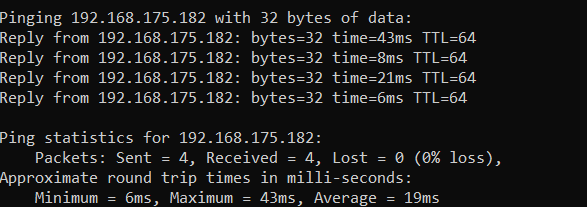 Pinging 192.168.175.182 with 32 bytes of data:
Reply from 192.168.175.182: bytes=32 time=43ms TTL=64
Reply from 192.168.175.182: bytes=32 time=8ms TTL=64
Reply from 192.168.175.182: bytes=32 time=21ms TTL=64
Reply from 192.168.175.182: bytes=32 time=6ms TTL=64
Ping statistics for 192.168.175.182:
Packets: Sent = 4, Received = 4, Lost = 0 (0% loss),
Approximate round trip times in milli-seconds:
Minimum = 6ms, Maximum = 43ms, Average = 19ms